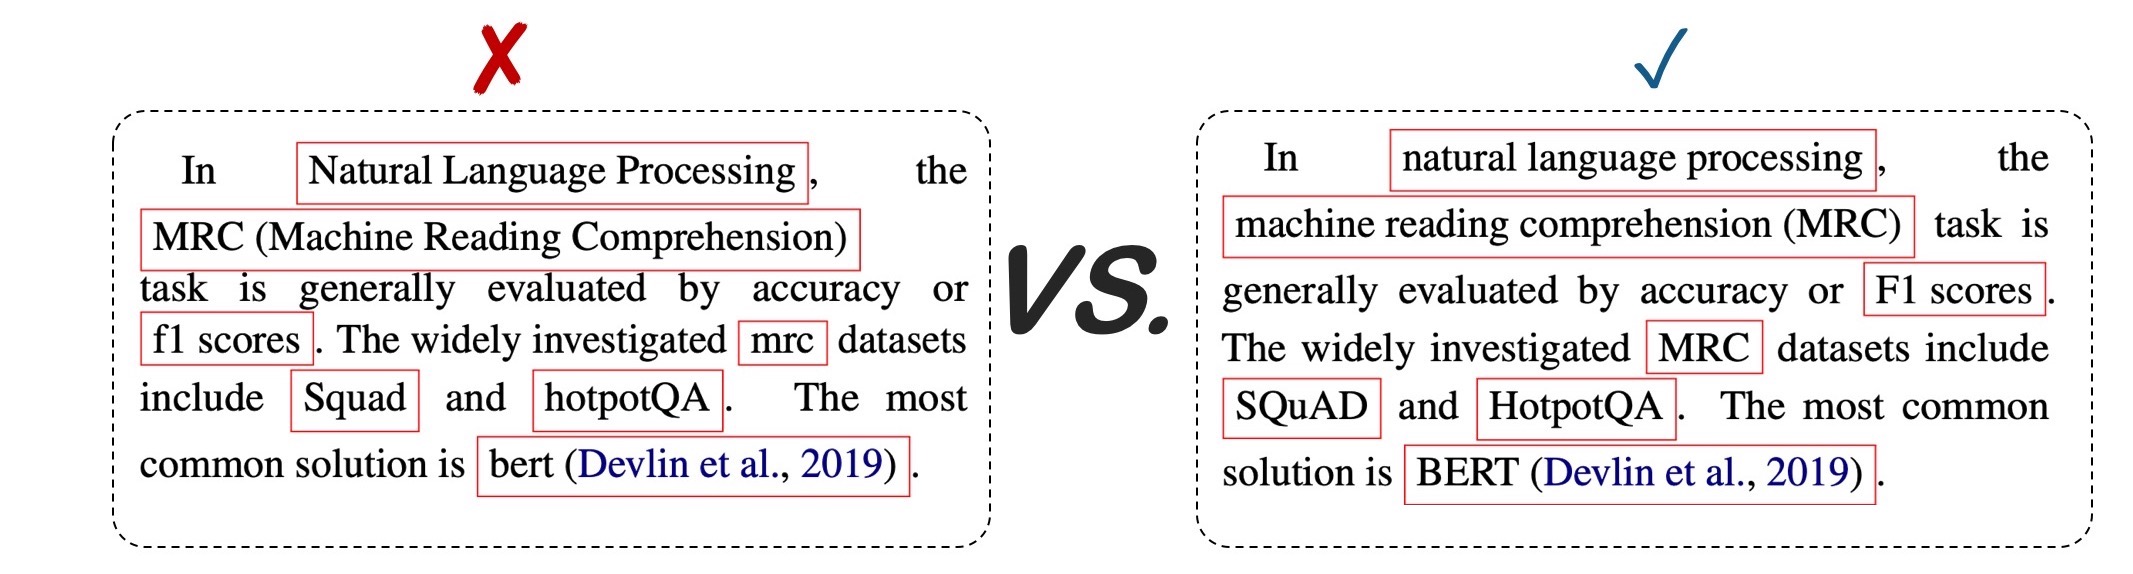 In Natural Language Processing, the
MRC (Machine Reading Comprehension)
task is generally evaluated by accuracy or
f1 scores. The widely investigated mrc datasets
include Squad and hotpotQA. The most
common solution is bert (Devlin et al., 2019).
VS.
In natural language processing, the
machine reading comprehension (MRC) task is
generally evaluated by accuracy or F1 scores.
The widely investigated MRC datasets include
SQuAD and HotpotQA. The most common
solution is BERT (Devlin et al., 2019).